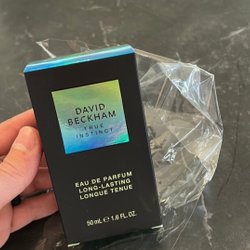 DAVID
BECKHAM
TRUE
INSTINCT
EAU DE PARFUM
LONG-LASTING
LONGUE TENUE
50 mL ℮ 1.6 FL. OZ.